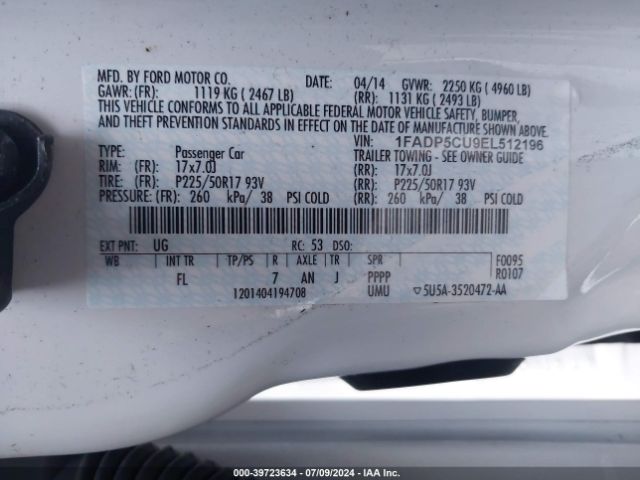 MFD. BY FORD MOTOR CO. DATE: 04/14 GVWR: 2250 KG ( 4960 LB)
GAWR: (FR): 1119 KG ( 2467 LB) (RR): 1131 KG ( 2493 LB)
THIS VEHICLE CONFORMS TO ALL APPLICABLE FEDERAL MOTOR VEHICLE SAFETY, BUMPER,
AND THEFT PREVENTION STANDARDS IN EFFECT ON THE DATE OF MANUFACTURE SHOWN ABOVE.
VIN: 1FADP5CU9EL512196
TYPE: Passenger Car TRAILER TOWING - SEE OWNER GUIDE
RIM: (FR): 17x7.0J (RR): 17x7.0J
TIRE: (FR): P225/50R17 93V (RR): P225/50R17 93V
PRESSURE: (FR): 260 kPa/ 38 PSI COLD (RR): 260 kPa/ 38 PSI COLD
EXT PNT: UG RC: 53 DSO:
WB INT TR TP/PS R AXLE TR SPR F0095
FL 7 AN J PPPP R0107
1201404194708 UMU ▽5U5A-3520472-AA
000-39723634 / 07/09/2024 - IAA Inc.